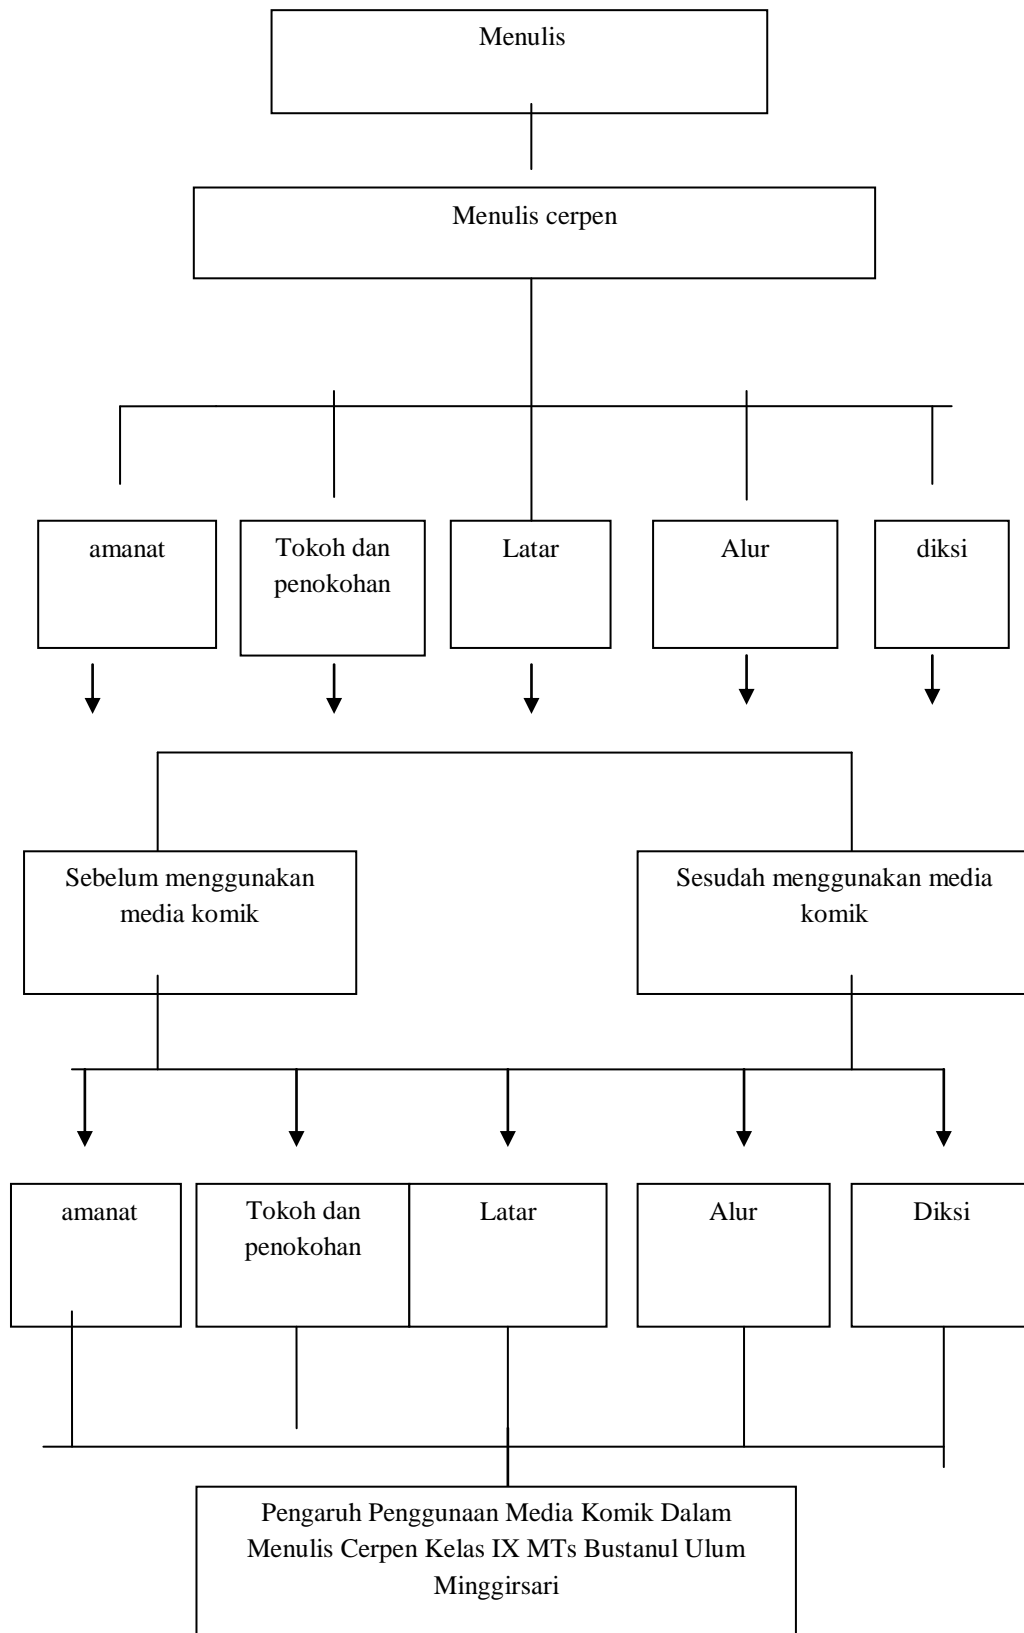 Menulis
Menulis cerpen
amanat
Tokoh dan
penokohan
Latar
Alur
diksi
Sebelum menggunakan
media komik
Sesudah menggunakan media
komik
amanat
Tokoh dan
penokohan
Latar
Alur
Diksi
Pengaruh Penggunaan Media Komik Dalam
Menulis Cerpen Kelas IX MTs Bustanul Ulum
Minggirsari